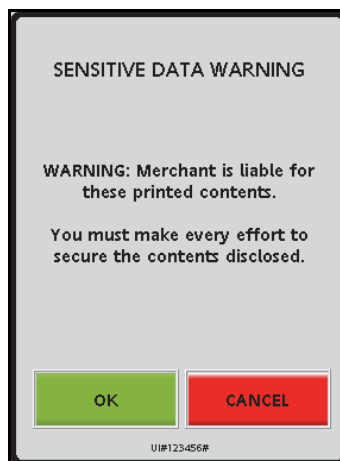 SENSITIVE DATA WARNING
WARNING: Merchant is liable for
these printed contents.
You must make every effort to
secure the contents disclosed.
OK
CANCEL
UI#123456#